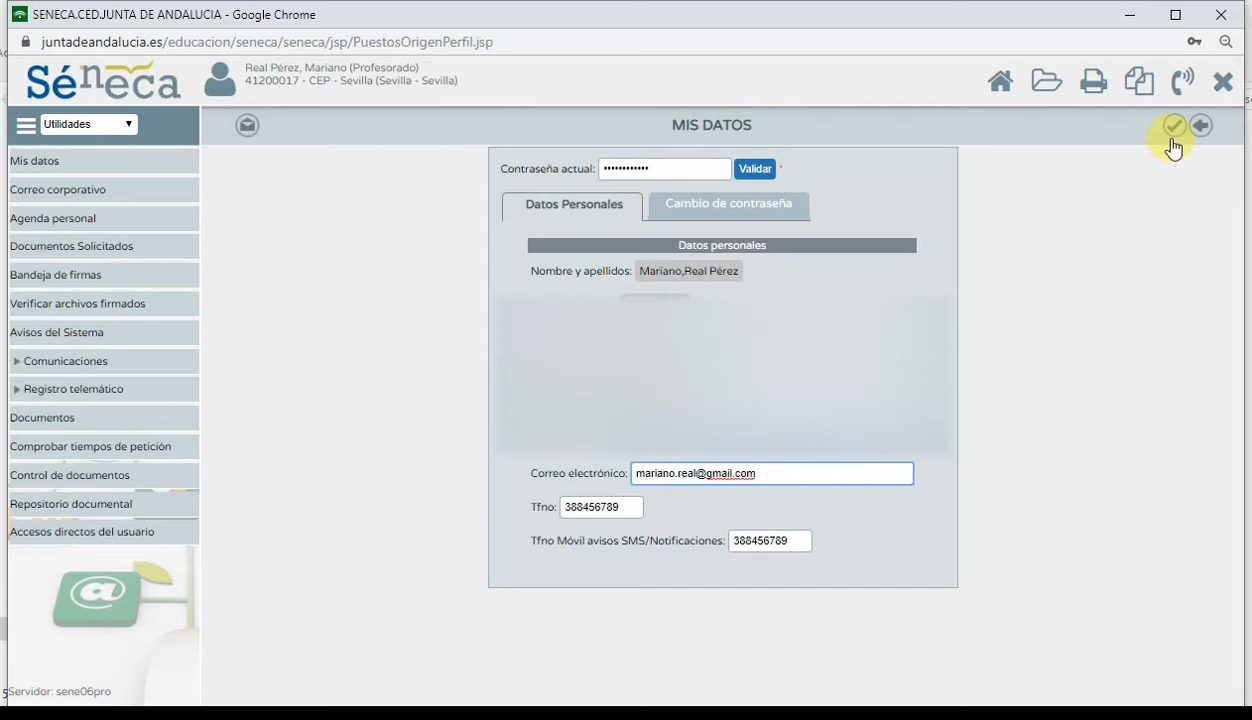 SENECA.CED.JUNTA DE ANDALUCIA - Google Chrome
juntadeandalucia.es/educacion/seneca/seneca/jsp/PuestosOrigenPerfil.jsp
Séneca
Real Pérez, Mariano (Profesorado)
41200017 - CEP - Sevilla (Sevilla - Sevilla)
Utilidades
MIS DATOS
Mis datos
Correo corporativo
Agenda personal
Documentos Solicitados
Bandeja de firmas
Verificar archivos firmados
Avisos del Sistema
Comunicaciones
Registro telemático
Documentos
Comprobar tiempos de petición
Control de documentos
Repositorio documental
Accesos directos del usuario
@
Servidor: sene06pro
Contraseña actual: •••••••••••• Validar *
Datos Personales Cambio de contraseña
Datos personales
Nombre y apellidos: Mariano,Real Pérez
Correo electrónico: mariano.real@gmail.com
Tfno: 388456789
Tfno Móvil avisos SMS/Notificaciones: 388456789